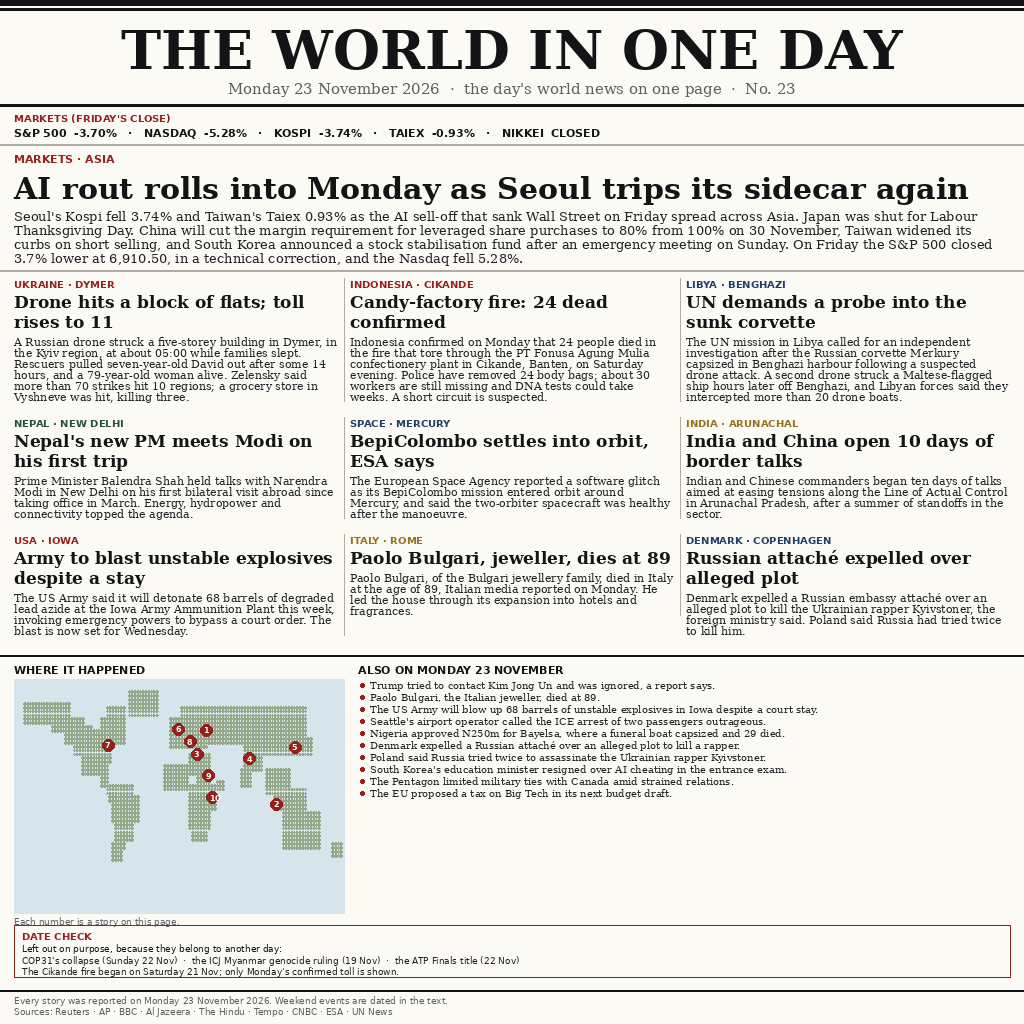 THE WORLD IN ONE DAY
Monday 23 November 2026 · the day's world news on one page · No. 23
MARKETS (FRIDAY'S CLOSE)
S&P 500 -3.70% · NASDAQ -5.28% · KOSPI -3.74% · TAIEX -0.93% · NIKKEI CLOSED
MARKETS · ASIA
AI rout rolls into Monday as Seoul trips its sidecar again
Seoul's Kospi fell 3.74% and Taiwan's Taiex 0.93% as the AI sell-off that sank Wall Street on Friday spread across Asia. Japan was shut for Labour
Thanksgiving Day. China will cut the margin requirement for leveraged share purchases to 80% from 100% on 30 November, Taiwan widened its
curbs on short selling, and South Korea announced a stock stabilisation fund after an emergency meeting on Sunday. On Friday the S&P 500 closed
3.7% lower at 6,910.50, in a technical correction, and the Nasdaq fell 5.28%.
UKRAINE · DYMER
Drone hits a block of flats; toll
rises to 11
A Russian drone struck a five-storey building in Dymer, in
the Kyiv region, at about 05:00 while families slept.
Rescuers pulled seven-year-old David out after some 14
hours, and a 79-year-old woman alive. Zelensky said
more than 70 strikes hit 10 regions; a grocery store in
Vyshneve was hit, killing three.
INDONESIA · CIKANDE
Candy-factory fire: 24 dead
confirmed
Indonesia confirmed on Monday that 24 people died in
the fire that tore through the PT Fonusa Agung Mulia
confectionery plant in Cikande, Banten, on Saturday
evening. Police have removed 24 body bags; about 30
workers are still missing and DNA tests could take
weeks. A short circuit is suspected.
LIBYA · BENGHAZI
UN demands a probe into the
sunk corvette
The UN mission in Libya called for an independent
investigation after the Russian corvette Merkury
capsized in Benghazi harbour following a suspected
drone attack. A second drone struck a Maltese-flagged
ship hours later off Benghazi, and Libyan forces said they
intercepted more than 20 drone boats.
NEPAL · NEW DELHI
Nepal's new PM meets Modi on
his first trip
Prime Minister Balendra Shah held talks with Narendra
Modi in New Delhi on his first bilateral visit abroad since
taking office in March. Energy, hydropower and
connectivity topped the agenda.
SPACE · MERCURY
BepiColombo settles into orbit,
ESA says
The European Space Agency reported a software glitch
as its BepiColombo mission entered orbit around
Mercury, and said the two-orbiter spacecraft was healthy
after the manoeuvre.
INDIA · ARUNACHAL
India and China open 10 days of
border talks
Indian and Chinese commanders began ten days of talks
aimed at easing tensions along the Line of Actual Control
in Arunachal Pradesh, after a summer of standoffs in the
sector.
USA · IOWA
Army to blast unstable explosives
despite a stay
The US Army said it will detonate 68 barrels of degraded
lead azide at the Iowa Army Ammunition Plant this week,
invoking emergency powers to bypass a court order. The
blast is now set for Wednesday.
ITALY · ROME
Paolo Bulgari, jeweller, dies at 89
Paolo Bulgari, of the Bulgari jewellery family, died in Italy
at the age of 89, Italian media reported on Monday. He
led the house through its expansion into hotels and
fragrances.
DENMARK · COPENHAGEN
Russian attaché expelled over
alleged plot
Denmark expelled a Russian embassy attaché over an
alleged plot to kill the Ukrainian rapper Kyivstoner, the
foreign ministry said. Poland said Russia had tried twice
to kill him.
WHERE IT HAPPENED
6
1
8
7
5
3
4
9
10
2
Each number is a story on this page.
ALSO ON MONDAY 23 NOVEMBER
Trump tried to contact Kim Jong Un and was ignored, a report says.
Paolo Bulgari, the Italian jeweller, died at 89.
The US Army will blow up 68 barrels of unstable explosives in Iowa despite a court stay.
Seattle's airport operator called the ICE arrest of two passengers outrageous.
Nigeria approved N250m for Bayelsa, where a funeral boat capsized and 29 died.
Denmark expelled a Russian attaché over an alleged plot to kill a rapper.
Poland said Russia tried twice to assassinate the Ukrainian rapper Kyivstoner.
South Korea's education minister resigned over AI cheating in the entrance exam.
The Pentagon limited military ties with Canada amid strained relations.
The EU proposed a tax on Big Tech in its next budget draft.
DATE CHECK
Left out on purpose, because they belong to another day:
COP31's collapse (Sunday 22 Nov) · the ICJ Myanmar genocide ruling (19 Nov) · the ATP Finals title (22 Nov)
The Cikande fire began on Saturday 21 Nov; only Monday's confirmed toll is shown.
Every story was reported on Monday 23 November 2026. Weekend events are dated in the text.
Sources: Reuters · AP · BBC · Al Jazeera · The Hindu · Tempo · CNBC · ESA · UN News